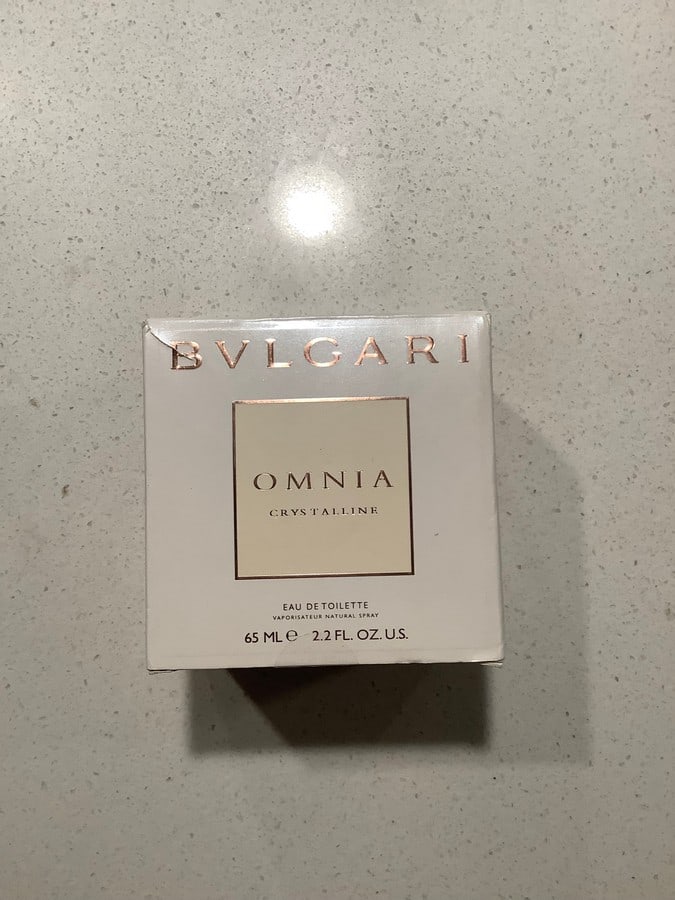 BVLGARI
OMNIA
CRYSTALLINE
EAU DE TOILETTE
VAPORISATEUR NATURAL SPRAY
65 ML ℮ 2.2 FL. OZ. U.S.